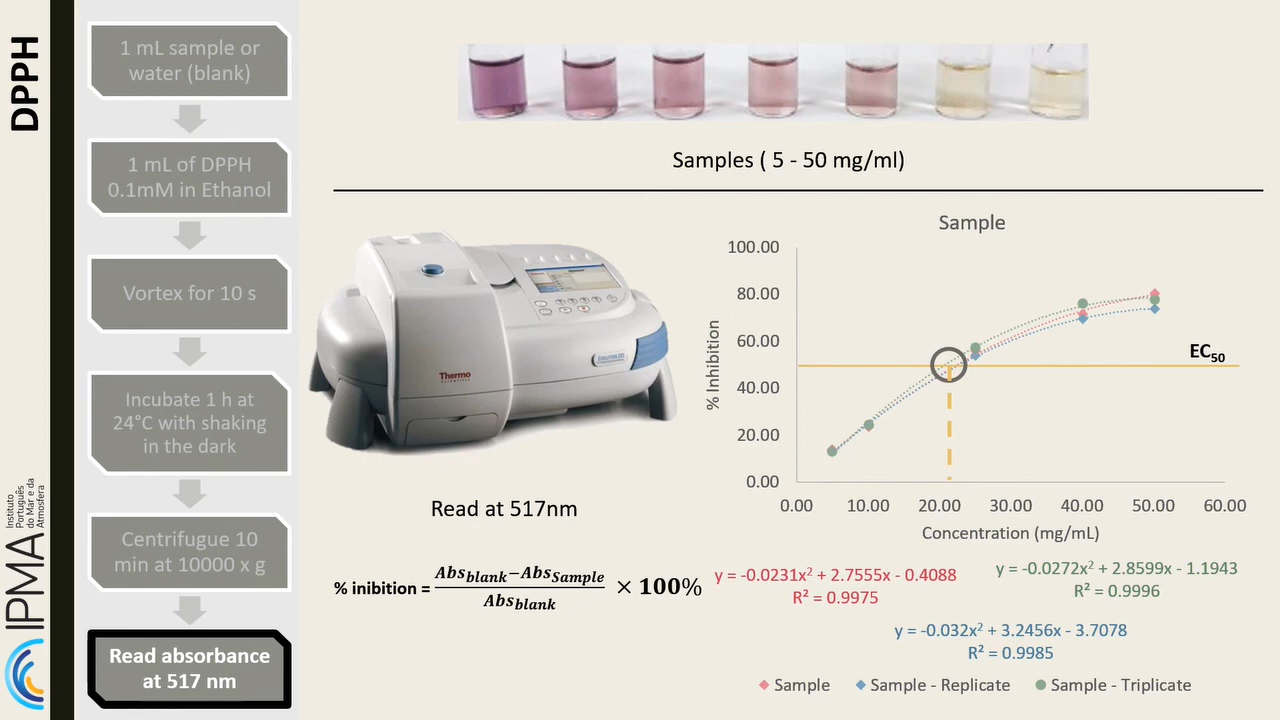 DPPH
Instituto
Português
do Mar e da
Atmosfera
IPMA
1 mL sample or
water (blank)
1 mL of DPPH
0.1mM in Ethanol
Vortex for 10 s
Incubate 1 h at
24°C with shaking
in the dark
Centrifugue 10
min at 10000 x g
Read absorbance
at 517 nm
Samples ( 5 - 50 mg/ml)
Thermo
SCIENTIFIC
Read at 517nm
% inibition = (Abs_blank−Abs_Sample)/Abs_blank × 100%
Sample
% Inhibition
100.00
80.00
60.00
40.00
20.00
0.00
EC50
0.00 10.00 20.00 30.00 40.00 50.00 60.00
Concentration (mg/mL)
y = -0.0231x² + 2.7555x - 0.4088
R² = 0.9975
y = -0.0272x² + 2.8599x - 1.1943
R² = 0.9996
y = -0.032x² + 3.2456x - 3.7078
R² = 0.9985
Sample Sample - Replicate Sample - Triplicate